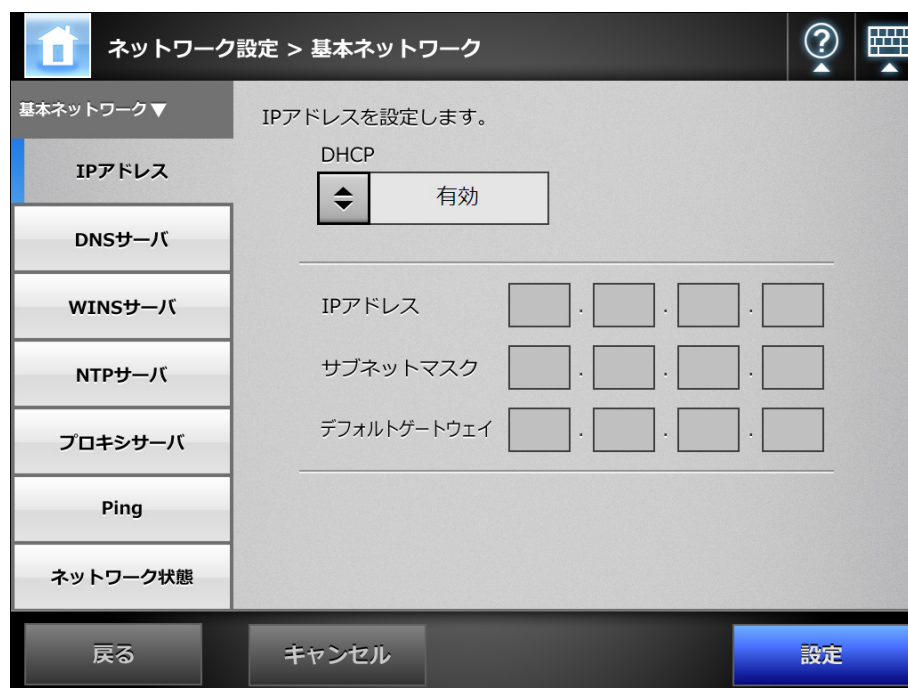 ネットワーク設定 > 基本ネットワーク
?
基本ネットワーク▼
IPアドレス
DNSサーバ
WINSサーバ
NTPサーバ
プロキシサーバ
Ping
ネットワーク状態
IPアドレスを設定します。
DHCP
有効
IPアドレス . . .
サブネットマスク . . .
デフォルトゲートウェイ . . .
戻る
キャンセル
設定